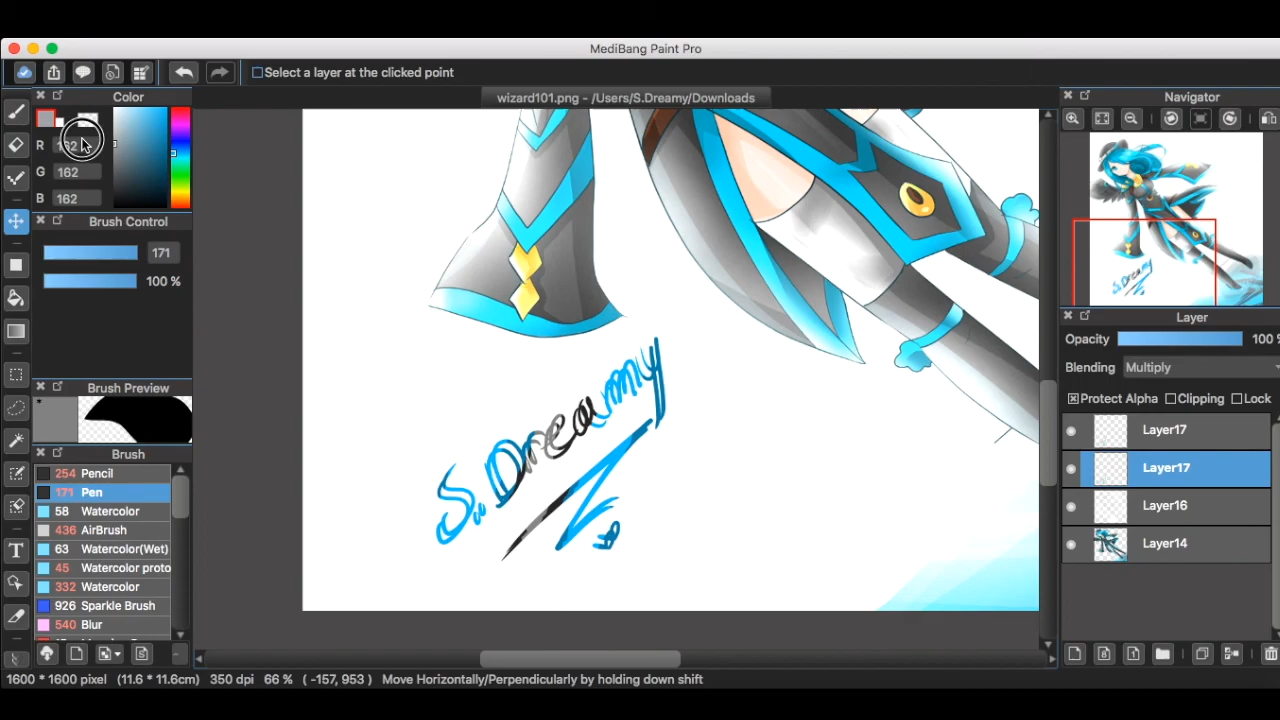 MediBang Paint Pro
Select a layer at the clicked point
Color
wizard101.png - /Users/S.Dreamy/Downloads
Navigator
R 162
G 162
B 162
Brush Control
171
100 %
Brush Preview
Brush
254 Pencil
171 Pen
58 Watercolor
436 AirBrush
63 Watercolor(Wet)
45 Watercolor proto
332 Watercolor
926 Sparkle Brush
540 Blur
S. Dreamy
Layer
Opacity 100 %
Blending Multiply
Protect Alpha Clipping Lock
Layer17
Layer17
Layer16
Layer14
1600 * 1600 pixel (11.6 * 11.6cm) 350 dpi 66 % ( -157, 953 ) Move Horizontally/Perpendicularly by holding down shift